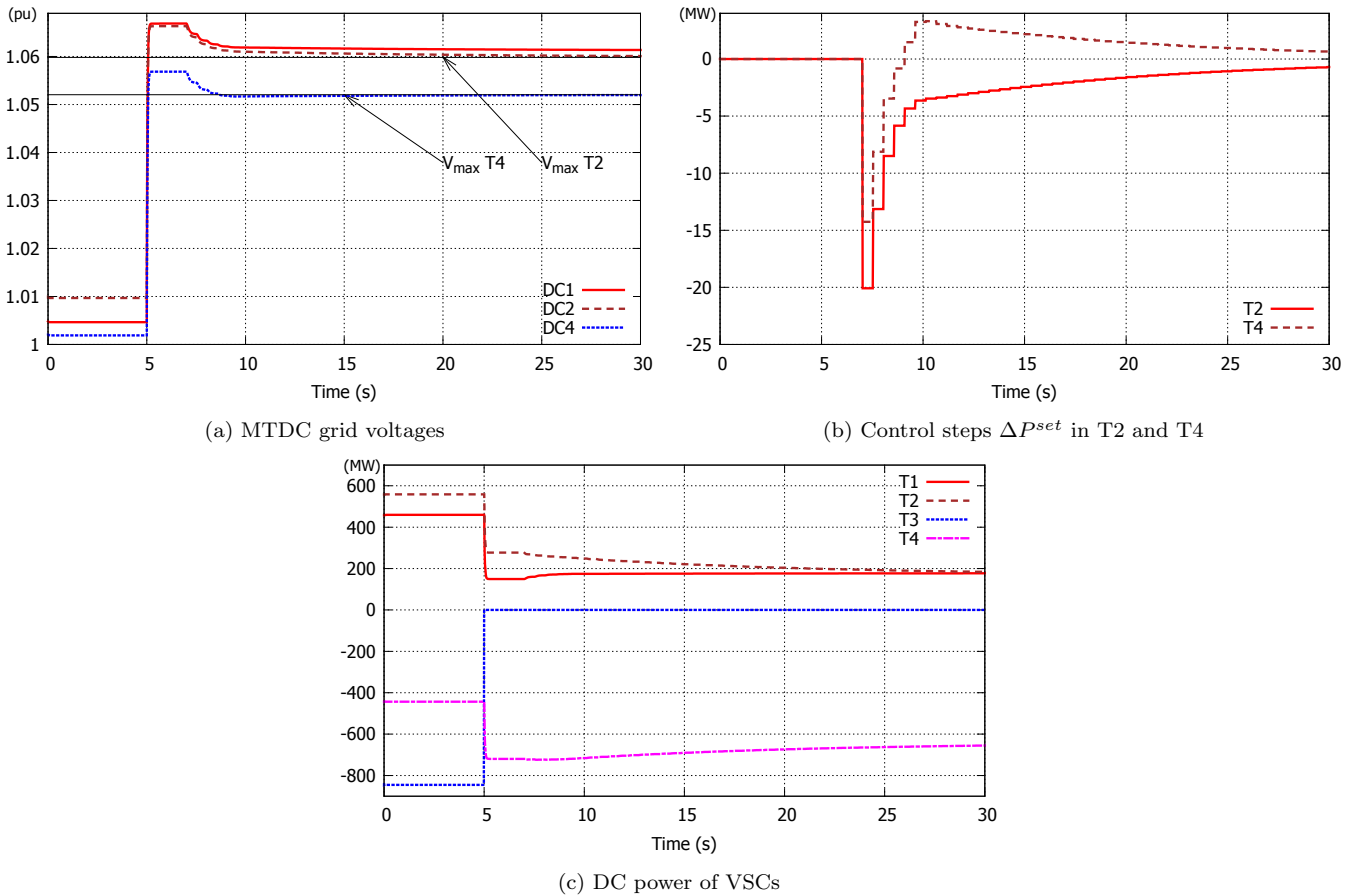 (pu)
1.06
1.05
1.04
1.03
1.02
1.01
1
V_max T4
V_max T2
DC1
DC2
DC4
0 5 10 15 20 25 30
Time (s)
(a) MTDC grid voltages
(MW)
0
-5
-10
-15
-20
-25
T2
T4
0 5 10 15 20 25 30
Time (s)
(b) Control steps ΔP^set in T2 and T4
(MW)
600
400
200
0
-200
-400
-600
-800
T1
T2
T3
T4
0 5 10 15 20 25 30
Time (s)
(c) DC power of VSCs